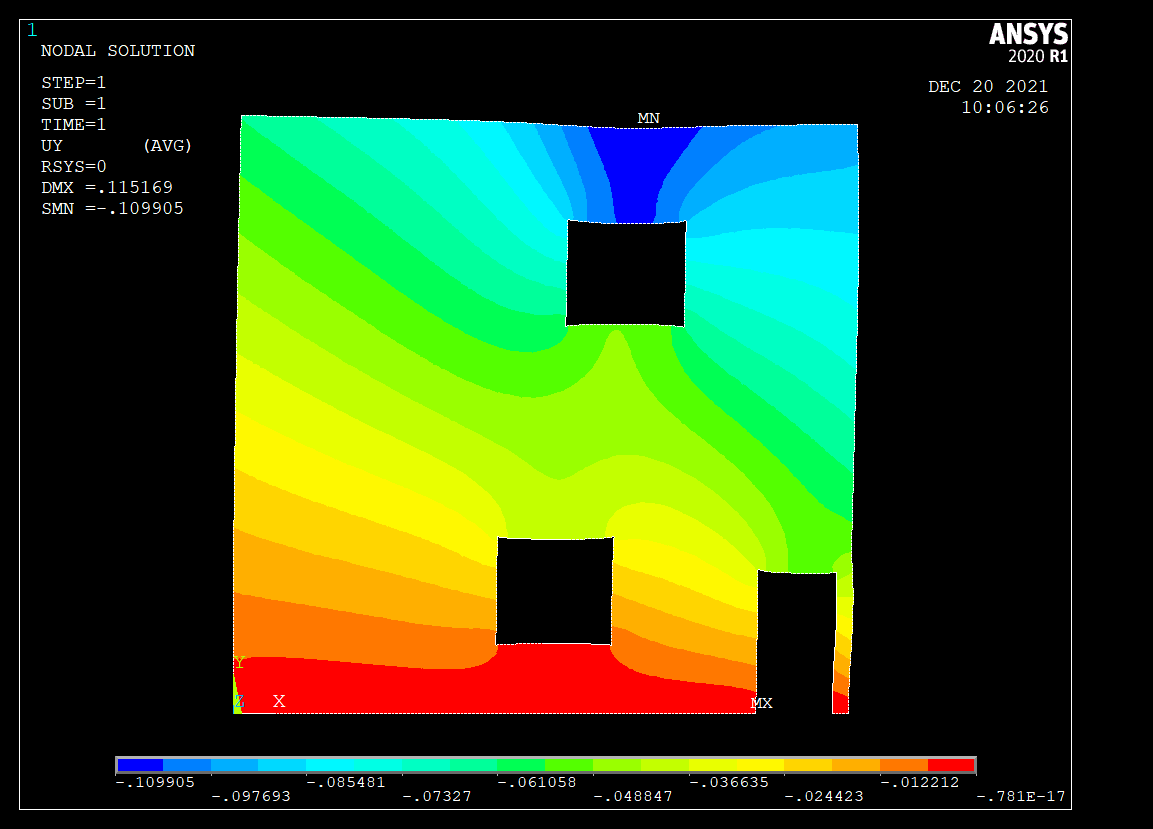 1
ANSYS
2020 R1
NODAL SOLUTION
STEP=1
SUB =1
TIME=1
UY (AVG)
RSYS=0
DMX =.115169
SMN =-.109905
DEC 20 2021
10:06:26
MN
Y
Z X
MX
-.109905 -.085481 -.061058 -.036635 -.012212
-.097693 -.07327 -.048847 -.024423 -.781E-17